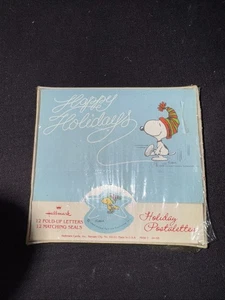 Happy
Holidays
Hallmark
12 FOLD-UP LETTERS
12 MATCHING SEALS
Holiday
Postalettes